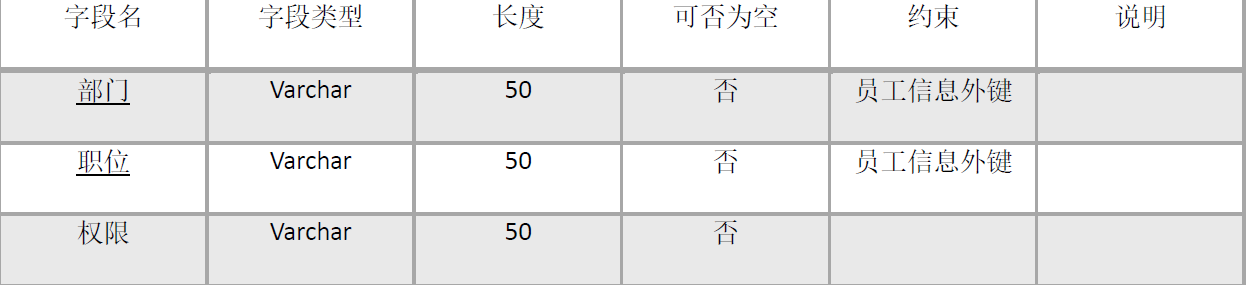 字段名 字段类型 长度 可否为空 约束 说明
部门 Varchar 50 否 员工信息外键
职位 Varchar 50 否 员工信息外键
权限 Varchar 50 否